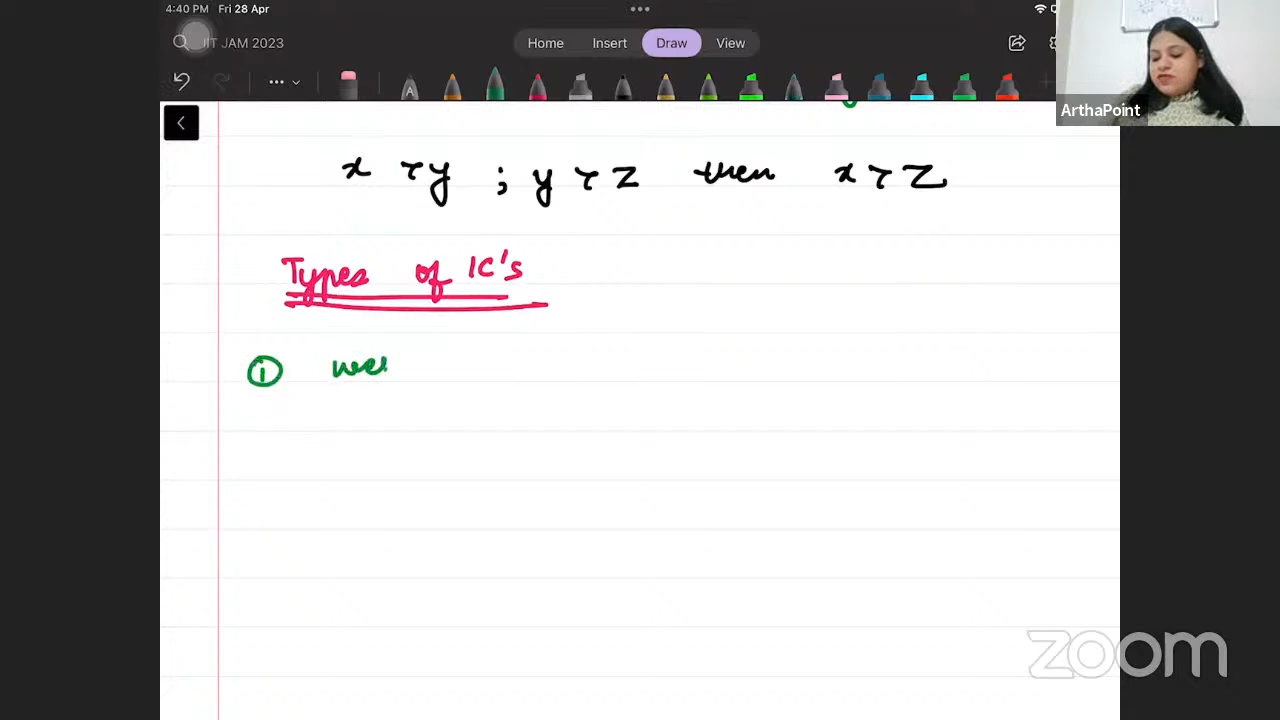 4:40 PM Fri 28 Apr
IIT JAM 2023
Home Insert Draw View
A
ArthaPoint
x ≻ y ; y ≻ z then x ≻ z
Types of IC's
① wel
zoom